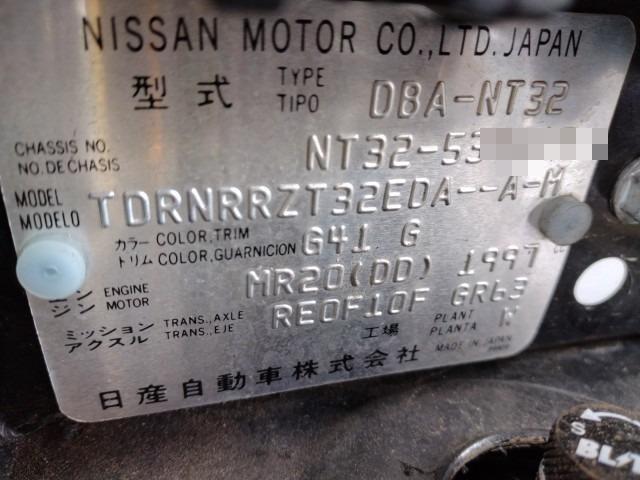 NISSAN MOTOR CO.,LTD. JAPAN
型式 TYPE TIPO DBA-NT32
CHASSIS NO. NO.DE CHASIS NT32-53
MODEL MODELO TDRNRRZT32EDA--A-M
カラー COLOR,TRIM トリム COLOR,GUARNICION G41 G
ENGINE ジン MOTOR MR20(DD) 1997 cc
ミッション TRANS.,AXLE アクスル TRANS.,EJE RE0F10F GR63
工場 PLANT PLANTA N
日産自動車株式会社 MADE IN JAPAN
S
BL/T